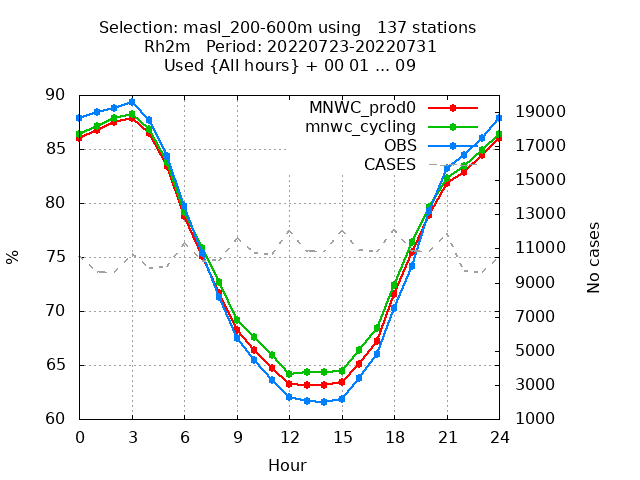 Selection: masl_200-600m using   137 stations
Rh2m   Period: 20220723-20220731
Used {All hours} + 00 01 ... 09
MNWC_prod0
mnwc_cycling
OBS
CASES
%
90
85
80
75
70
65
60
19000
17000
15000
13000
11000
9000
7000
5000
3000
1000
No cases
0 3 6 9 12 15 18 21 24
Hour